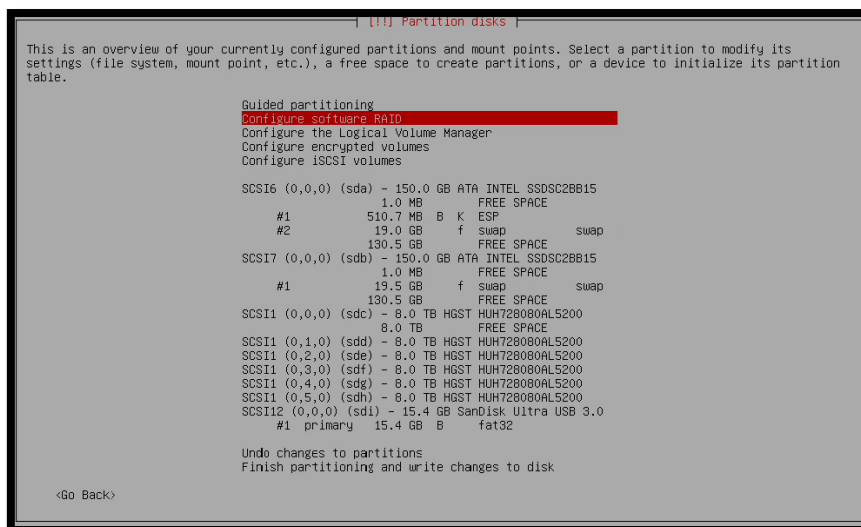 [!!] Partition disks
This is an overview of your currently configured partitions and mount points. Select a partition to modify its
settings (file system, mount point, etc.), a free space to create partitions, or a device to initialize its partition
table.
Guided partitioning
Configure software RAID
Configure the Logical Volume Manager
Configure encrypted volumes
Configure iSCSI volumes
SCSI6 (0,0,0) (sda) - 150.0 GB ATA INTEL SSDSC2BB15
1.0 MB FREE SPACE
#1 510.7 MB B K ESP
#2 19.0 GB f swap swap
130.5 GB FREE SPACE
SCSI7 (0,0,0) (sdb) - 150.0 GB ATA INTEL SSDSC2BB15
1.0 MB FREE SPACE
#1 19.5 GB f swap swap
130.5 GB FREE SPACE
SCSI1 (0,0,0) (sdc) - 8.0 TB HGST HUH728080AL5200
8.0 TB FREE SPACE
SCSI1 (0,1,0) (sdd) - 8.0 TB HGST HUH728080AL5200
SCSI1 (0,2,0) (sde) - 8.0 TB HGST HUH728080AL5200
SCSI1 (0,3,0) (sdf) - 8.0 TB HGST HUH728080AL5200
SCSI1 (0,4,0) (sdg) - 8.0 TB HGST HUH728080AL5200
SCSI1 (0,5,0) (sdh) - 8.0 TB HGST HUH728080AL5200
SCSI12 (0,0,0) (sdi) - 15.4 GB SanDisk Ultra USB 3.0
#1 primary 15.4 GB B fat32
Undo changes to partitions
Finish partitioning and write changes to disk
<Go Back>